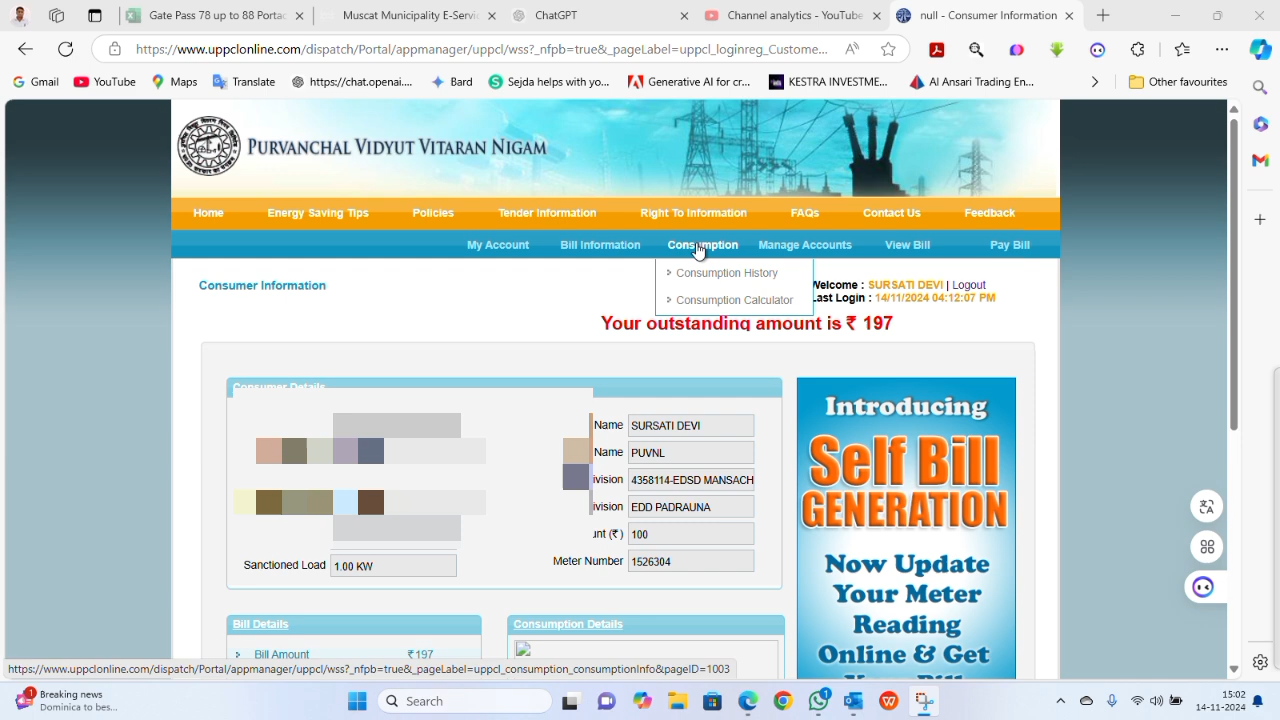 Gate Pass 78 up to 88 Portac
Muscat Municipality E-Servic
ChatGPT
Channel analytics - YouTube
null - Consumer Information
https://www.uppclonline.com/dispatch/Portal/appmanager/uppcl/wss?_nfpb=true&_pageLabel=uppcl_loginreg_Custome...
Gmail
YouTube
Maps
Translate
https://chat.openai....
Bard
Sejda helps with yo...
Generative AI for cr...
KESTRA INVESTME...
Al Ansari Trading En...
Other favourites
PURVANCHAL VIDYUT VITARAN NIGAM
Home
Energy Saving Tips
Policies
Tender Information
Right To Information
FAQs
Contact Us
Feedback
My Account
Bill Information
Consumption
Manage Accounts
View Bill
Pay Bill
Consumption History
Consumption Calculator
Consumer Information
Welcome : SURSATI DEVI | Logout
Last Login : 14/11/2024 04:12:07 PM
Your outstanding amount is ₹ 197
Consumer Details
Name SURSATI DEVI
Name PUVNL
ivision 4358114-EDSD MANSACH
ivision EDD PADRAUNA
unt (₹) 100
Sanctioned Load 1.00 KW
Meter Number 1526304
Introducing
Self Bill
GENERATION
Now Update
Your Meter
Reading
Online & Get
Bill Details
Bill Amount ₹197
Consumption Details
https://www.uppclonline.com/dispatch/Portal/appmanager/uppcl/wss?_nfpb=true&_pageLabel=uppcl_consumption_consumptionInfo&pageID=1003
1
Breaking news
Dominica to bes...
Search
1
15:02
14-11-2024